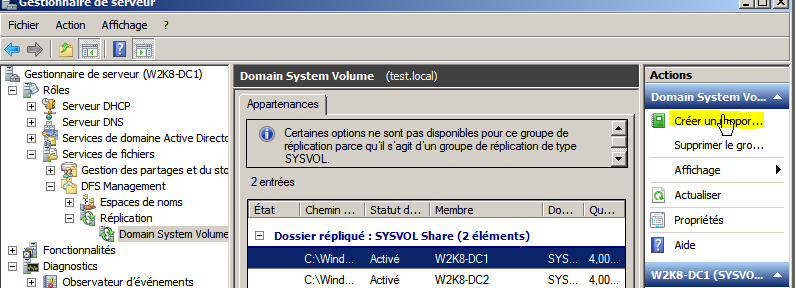 Gestionnaire de serveur
Fichier Action Affichage ?
Gestionnaire de serveur (W2K8-DC1)
Rôles
Serveur DHCP
Serveur DNS
Services de domaine Active Directo
Services de fichiers
Gestion des partages et du sto
DFS Management
Espaces de noms
Réplication
Domain System Volume
Fonctionnalités
Diagnostics
Observateur d'événements
Domain System Volume (test.local)
Appartenances
Certaines options ne sont pas disponibles pour ce groupe de
réplication parce qu'il s'agit d'un groupe de réplication de type
SYSVOL.
2 entrées
État Chemin ... Statut d... Membre Do... Qu...
Dossier répliqué : SYSVOL Share (2 éléments)
C:\Wind... Activé W2K8-DC1 SYS... 4,00...
C:\Wind... Activé W2K8-DC2 SYS... 4,00...
Actions
Domain System Vo...
Créer un rappor...
Supprimer le gro...
Affichage
Actualiser
Propriétés
Aide
W2K8-DC1 (SYSVO...